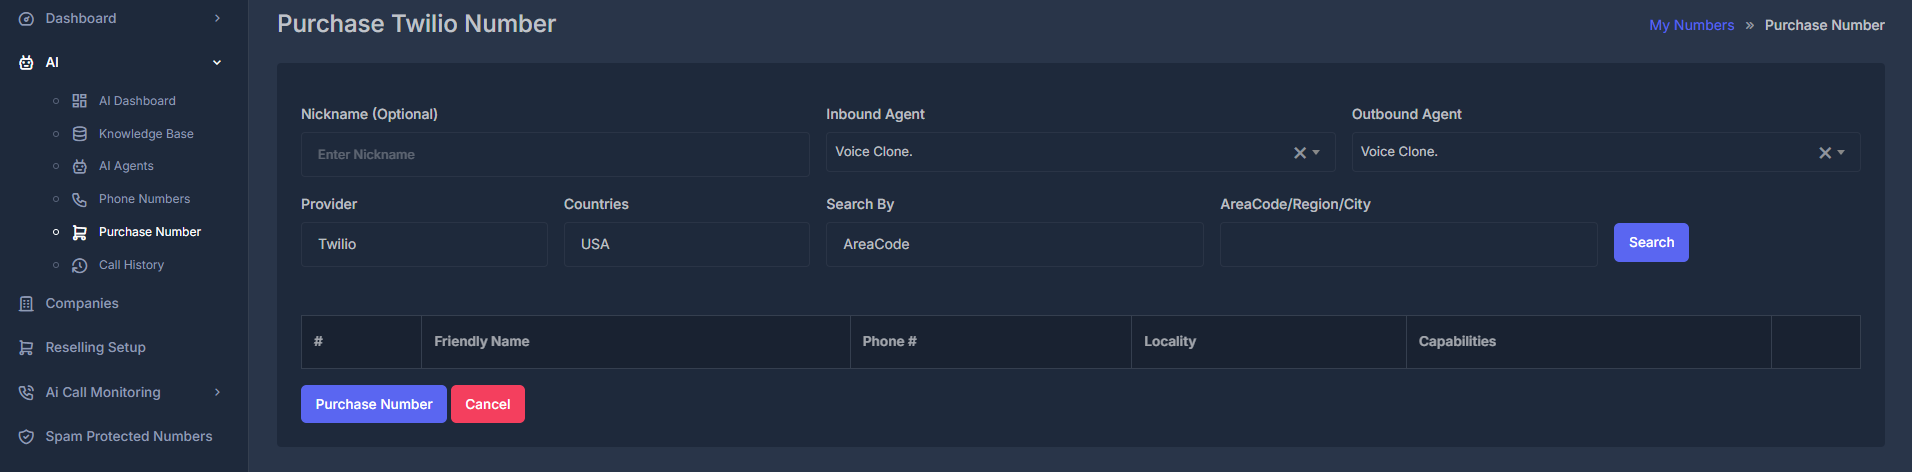 Dashboard
AI
AI Dashboard
Knowledge Base
AI Agents
Phone Numbers
Purchase Number
Call History
Companies
Reselling Setup
Ai Call Monitoring
Spam Protected Numbers
Purchase Twilio Number
My Numbers » Purchase Number
Nickname (Optional) Inbound Agent Outbound Agent
Enter Nickname Voice Clone. Voice Clone.
Provider Countries Search By AreaCode/Region/City
Twilio USA AreaCode Search
# Friendly Name Phone # Locality Capabilities
Purchase Number Cancel